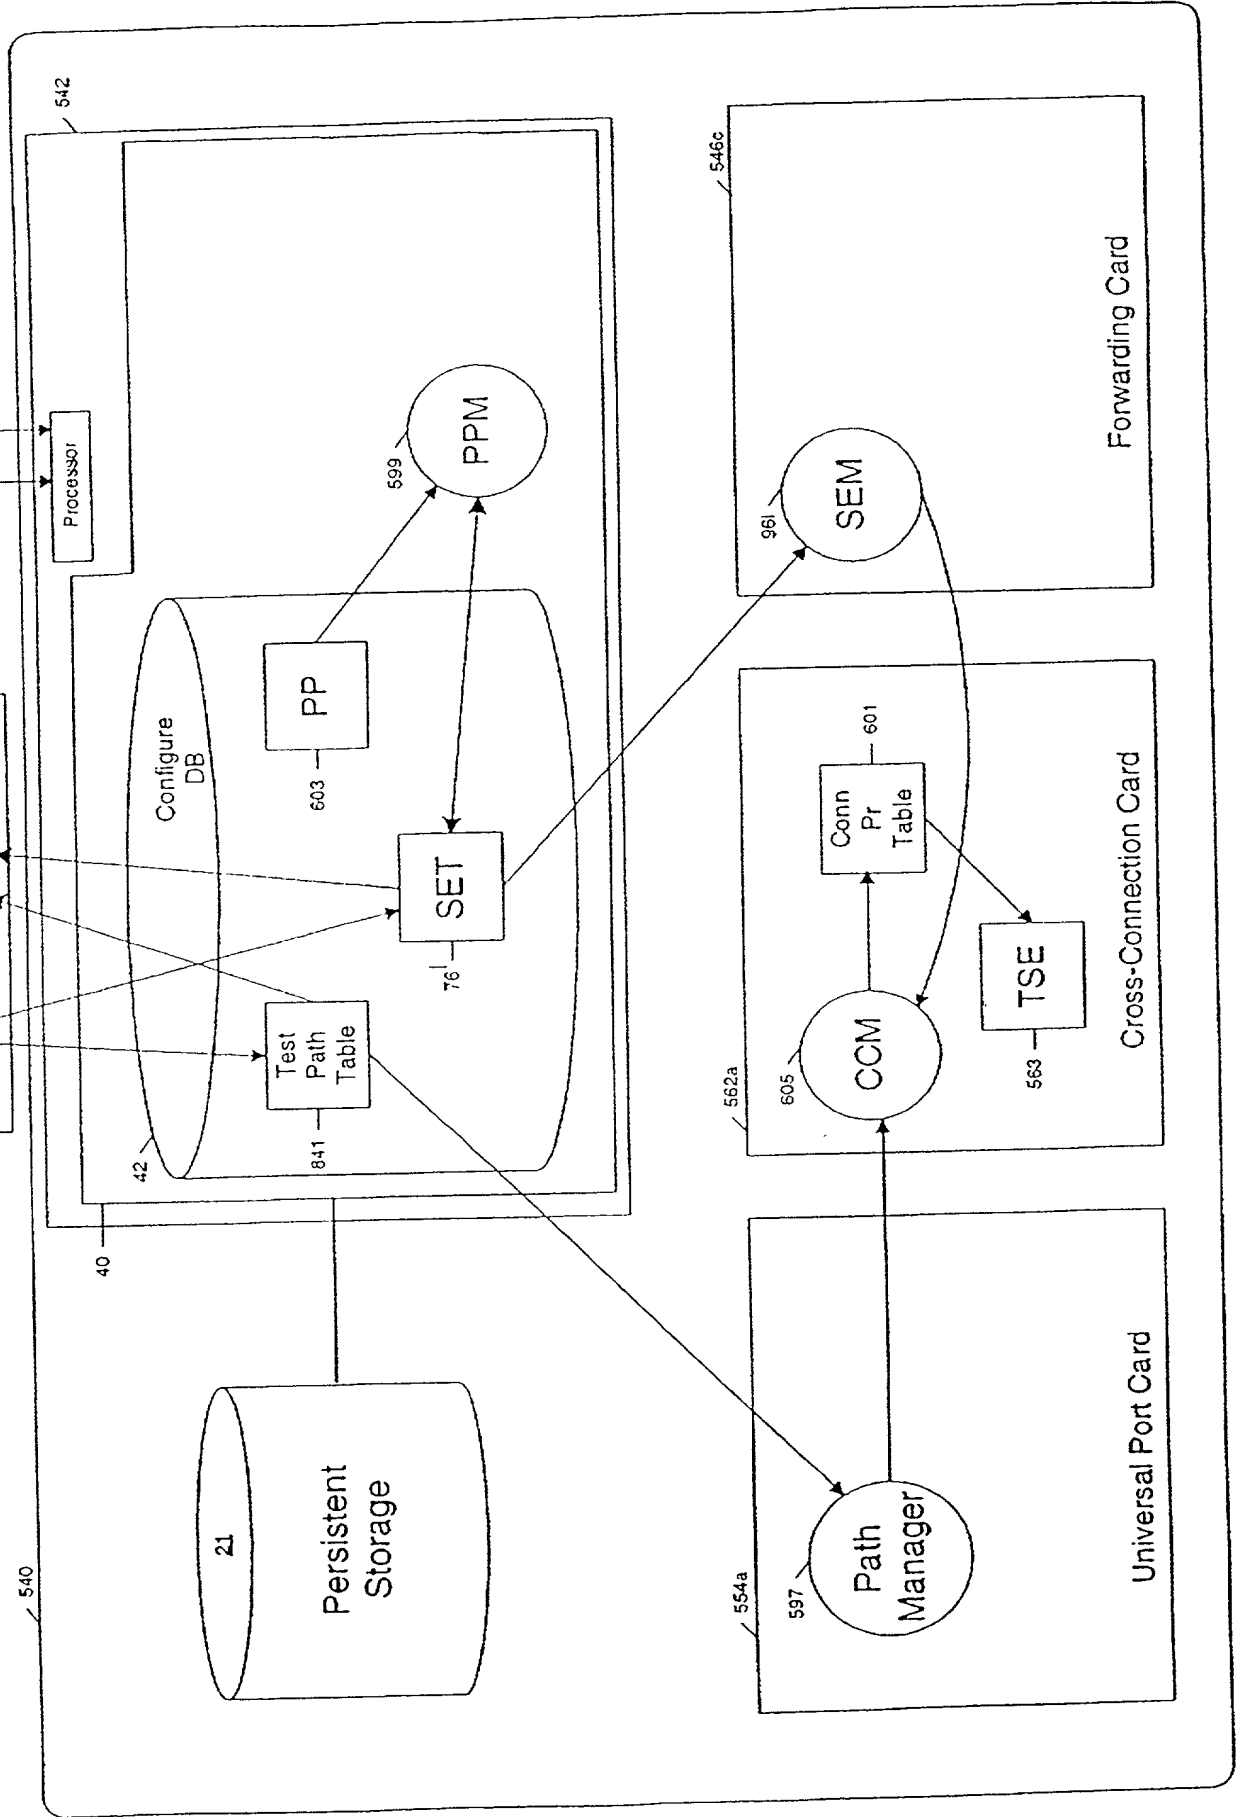 540
542
Processor
Configure
DB
42
40
21
Persistent
Storage
Test
Path
Table
841
SET
761
PP
603
PPM
599
554a
Path
Manager
597
Universal Port Card
562a
CCM
605
Conn
Pr
Table
601
TSE
563
Cross-Connection Card
546c
SEM
961
Forwarding Card